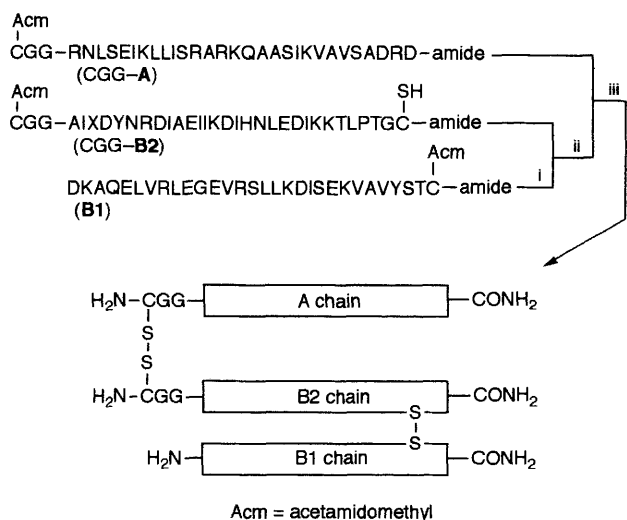 Acm
CGG–RNLSEIKLLISRARKQAASIKVAVSADRD–amide
(CGG–A)
iii
Acm
SH
CGG–AIXDYNRDIAEIIKDIHNLEDIKKTLPTGC–amide
(CGG–B2)
ii
Acm
DKAQELVRLEGEVRSLLKDISEKVAVYSTC–amide
i
(B1)
H₂N–CGG–A chain–CONH₂
S
S
H₂N–CGG–B2 chain–CONH₂
S
S
H₂N–B1 chain–CONH₂
Acm = acetamidomethyl